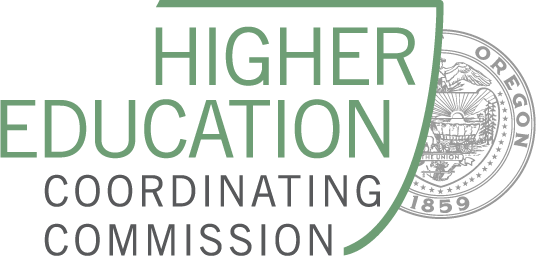 HIGHER
EDUCATION
COORDINATING
COMMISSION
OREGON
THE UNION
1859